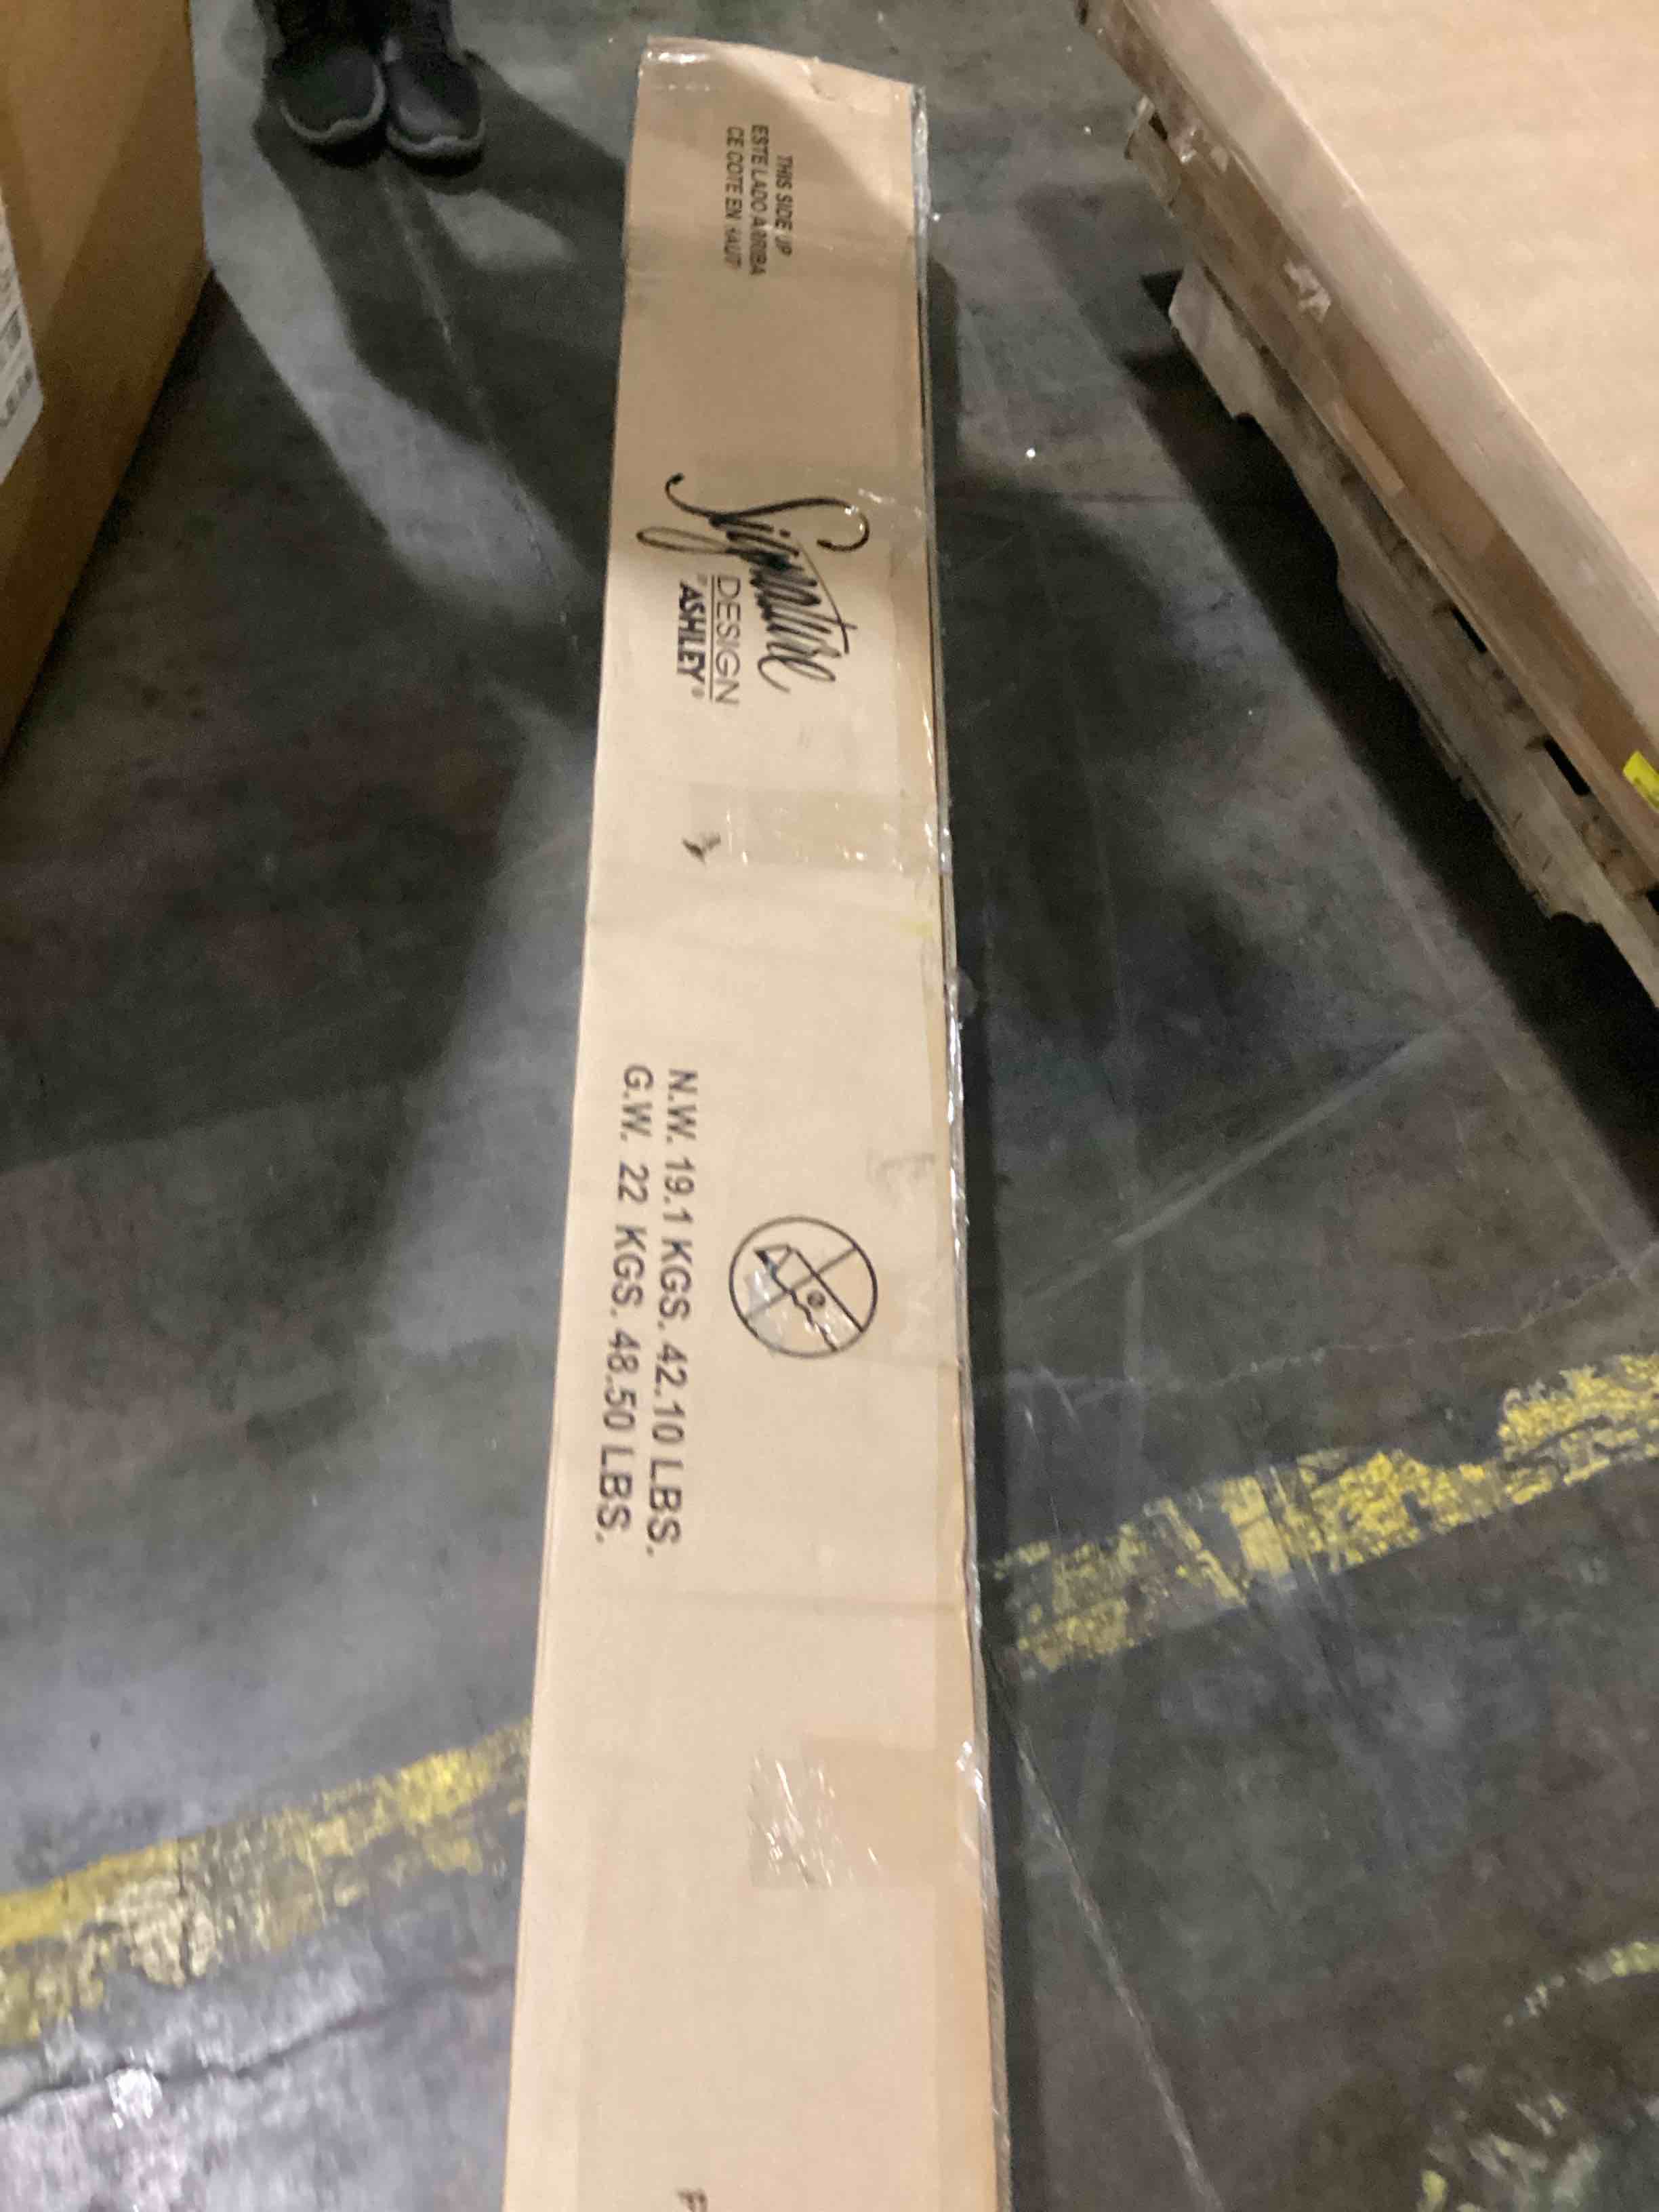 THIS SIDE UP
ESTE LADO ARRIBA
CE COTE EN HAUT
Signature
DESIGN
BY ASHLEY®
N.W. 19.1 KGS. 42.10 LBS.
G.W. 22 KGS. 48.50 LBS.